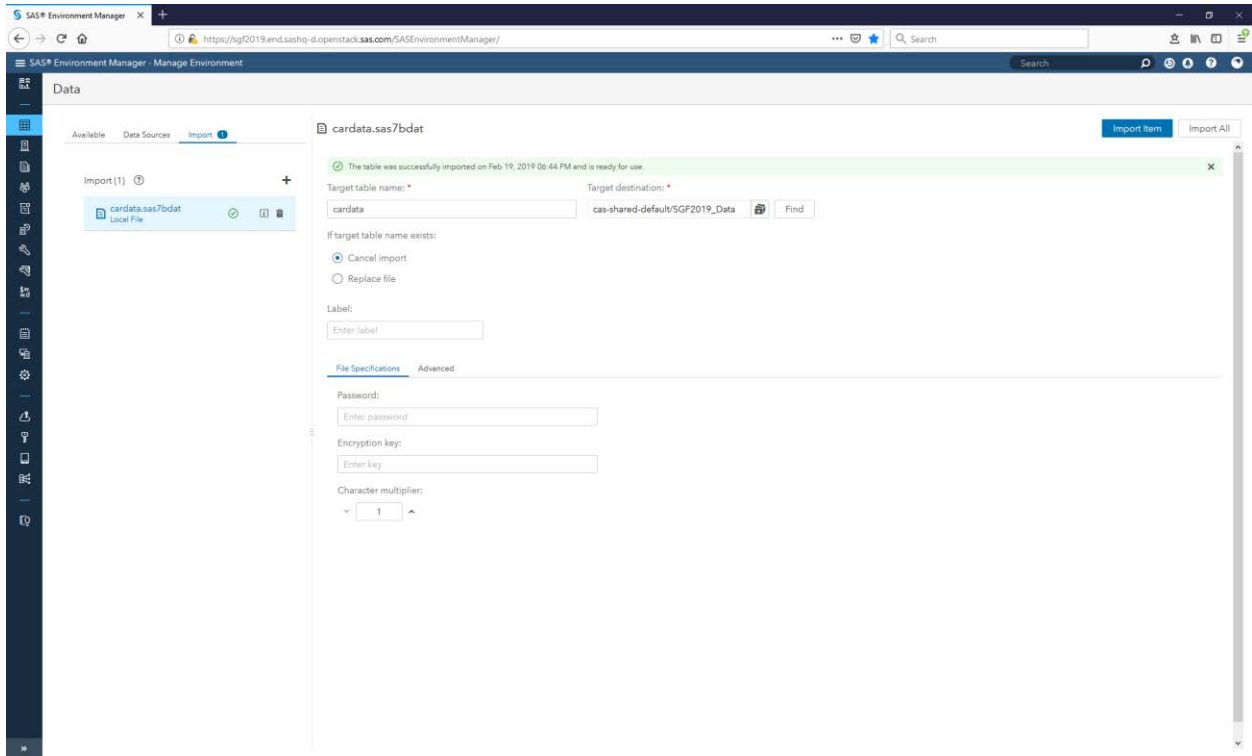 SAS® Environment Manager
https://sgf2019.end.sashq-d.openstack.sas.com/SASEnvironmentManager/
Search
SAS® Environment Manager - Manage Environment
Search
Data
Available Data Sources Import 1
cardata.sas7bdat
Import Item Import All
The table was successfully imported on Feb 19, 2019 06:44 PM and is ready for use.
Import (1)
cardata.sas7bdat
Local File
Target table name: * Target destination: *
cardata cas-shared-default/SGF2019_Data Find
If target table name exists:
Cancel import
Replace file
Label:
Enter label
File Specifications Advanced
Password:
Enter password
Encryption key:
Enter key
Character multiplier:
1